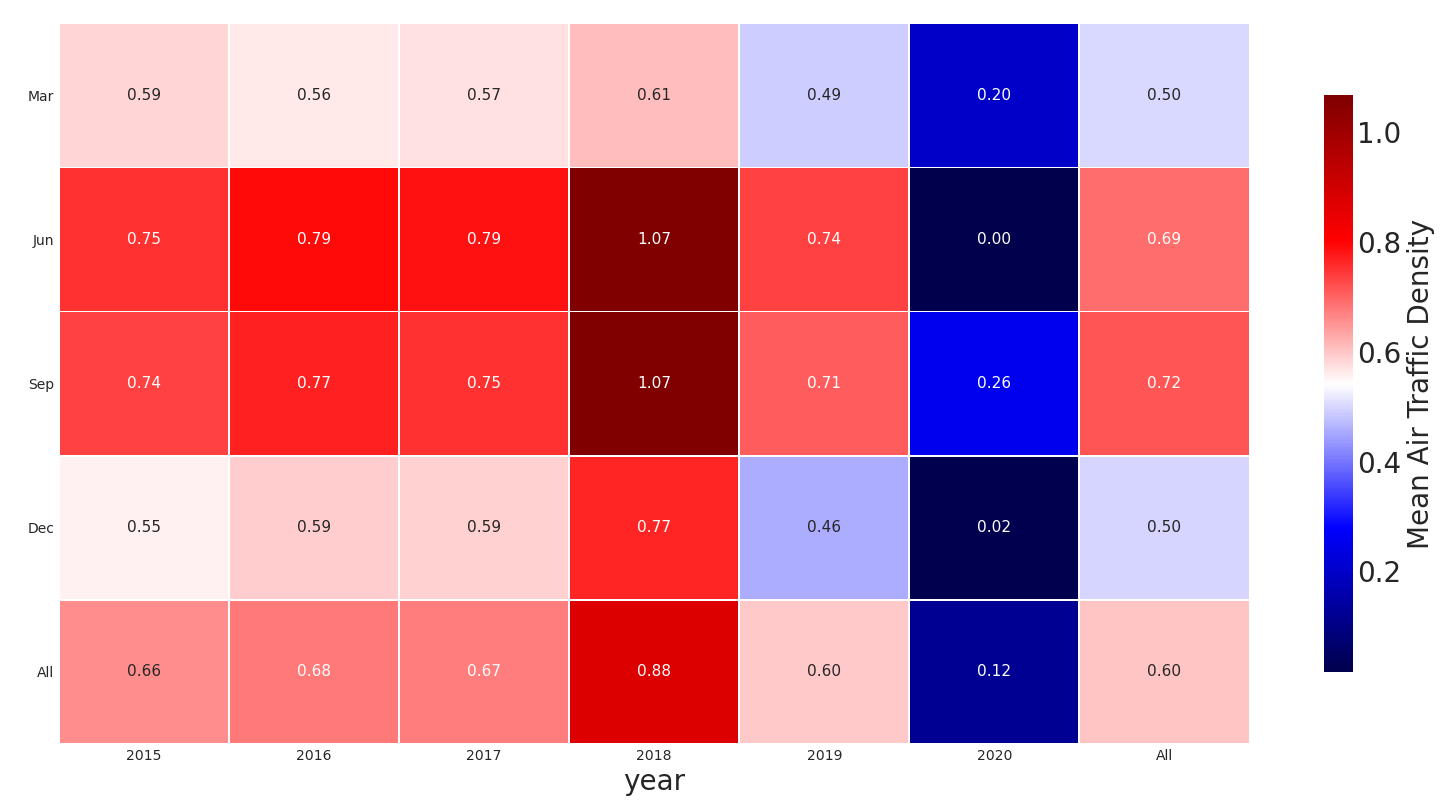 Mar 0.59 0.56 0.57 0.61 0.49 0.20 0.50
Jun 0.75 0.79 0.79 1.07 0.74 0.00 0.69
Sep 0.74 0.77 0.75 1.07 0.71 0.26 0.72
Dec 0.55 0.59 0.59 0.77 0.46 0.02 0.50
All 0.66 0.68 0.67 0.88 0.60 0.12 0.60
2015 2016 2017 2018 2019 2020 All
year
1.0
0.8
0.6
0.4
0.2
Mean Air Traffic Density